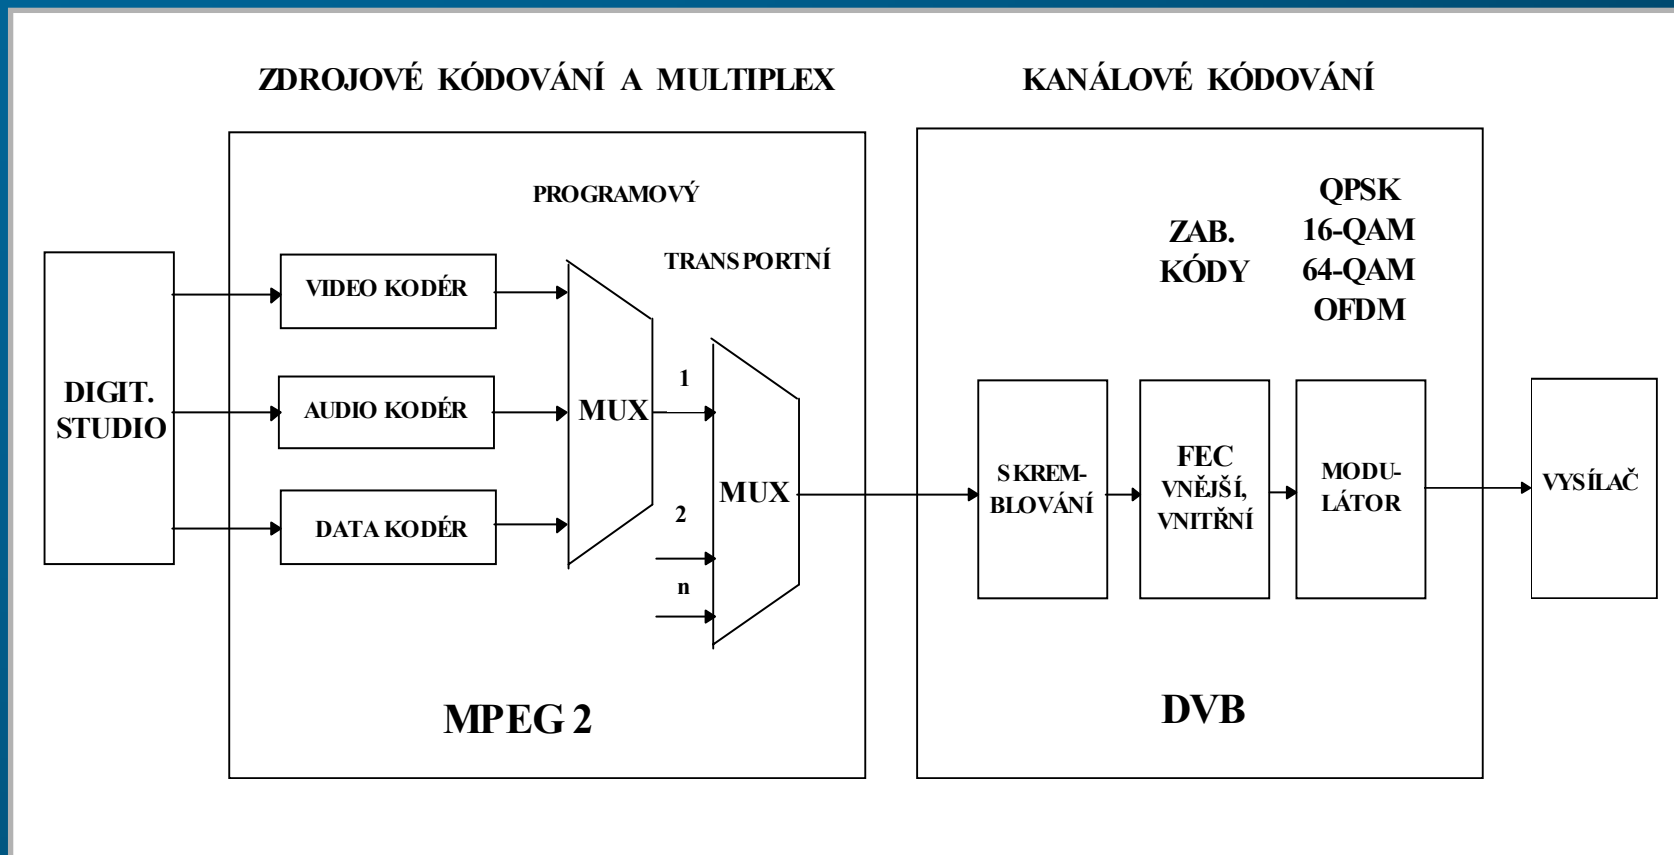 ZDROJOVÉ KÓDOVÁNÍ A MULTIPLEX
KANÁLOVÉ KÓDOVÁNÍ
PROGRAMOVÝ
TRANSPORTNÍ
DIGIT.
STUDIO
VIDEO KODÉR
AUDIO KODÉR
DATA KODÉR
MUX
1
2
n
MUX
MPEG 2
ZAB.
KÓDY
QPSK
16-QAM
64-QAM
OFDM
SKREM-
BLOVÁNÍ
FEC
VNĚJŠÍ,
VNITŘNÍ
MODU-
LÁTOR
DVB
VYSÍLAČ